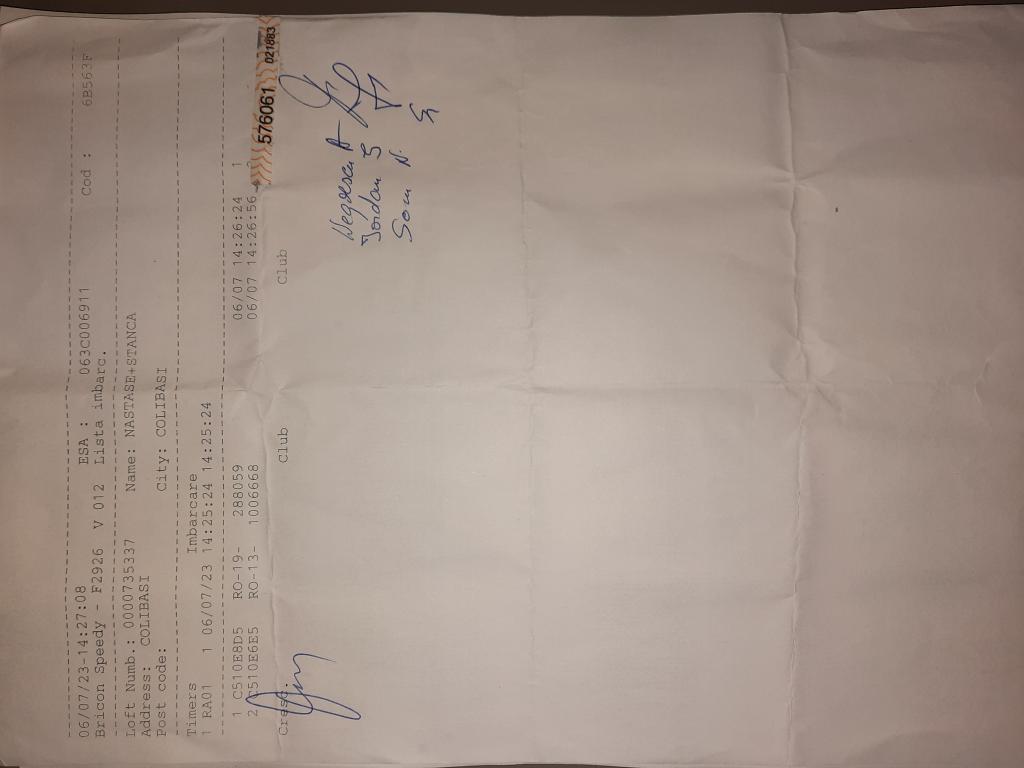 06/07/23-14:27:08
Bricon Speedy - F2926 V 012 ESA : 063C006911 Cod : 6B563F
Lista imbarc.
Loft Numb.: 0000735337 Name: NASTASE+STANCA
Address: COLIBASI
Post code: City: COLIBASI
Timers Imbarcare
1 RA01 1 06/07/23 14:25:24 14:25:24
1 C510E8B5 RO-19- 288059 06/07 14:26:24 1
2 C510E6E5 RO-13- 1006668 06/07 14:26:56
576061 021883
Cresc. Club Club
Iordan S
N.